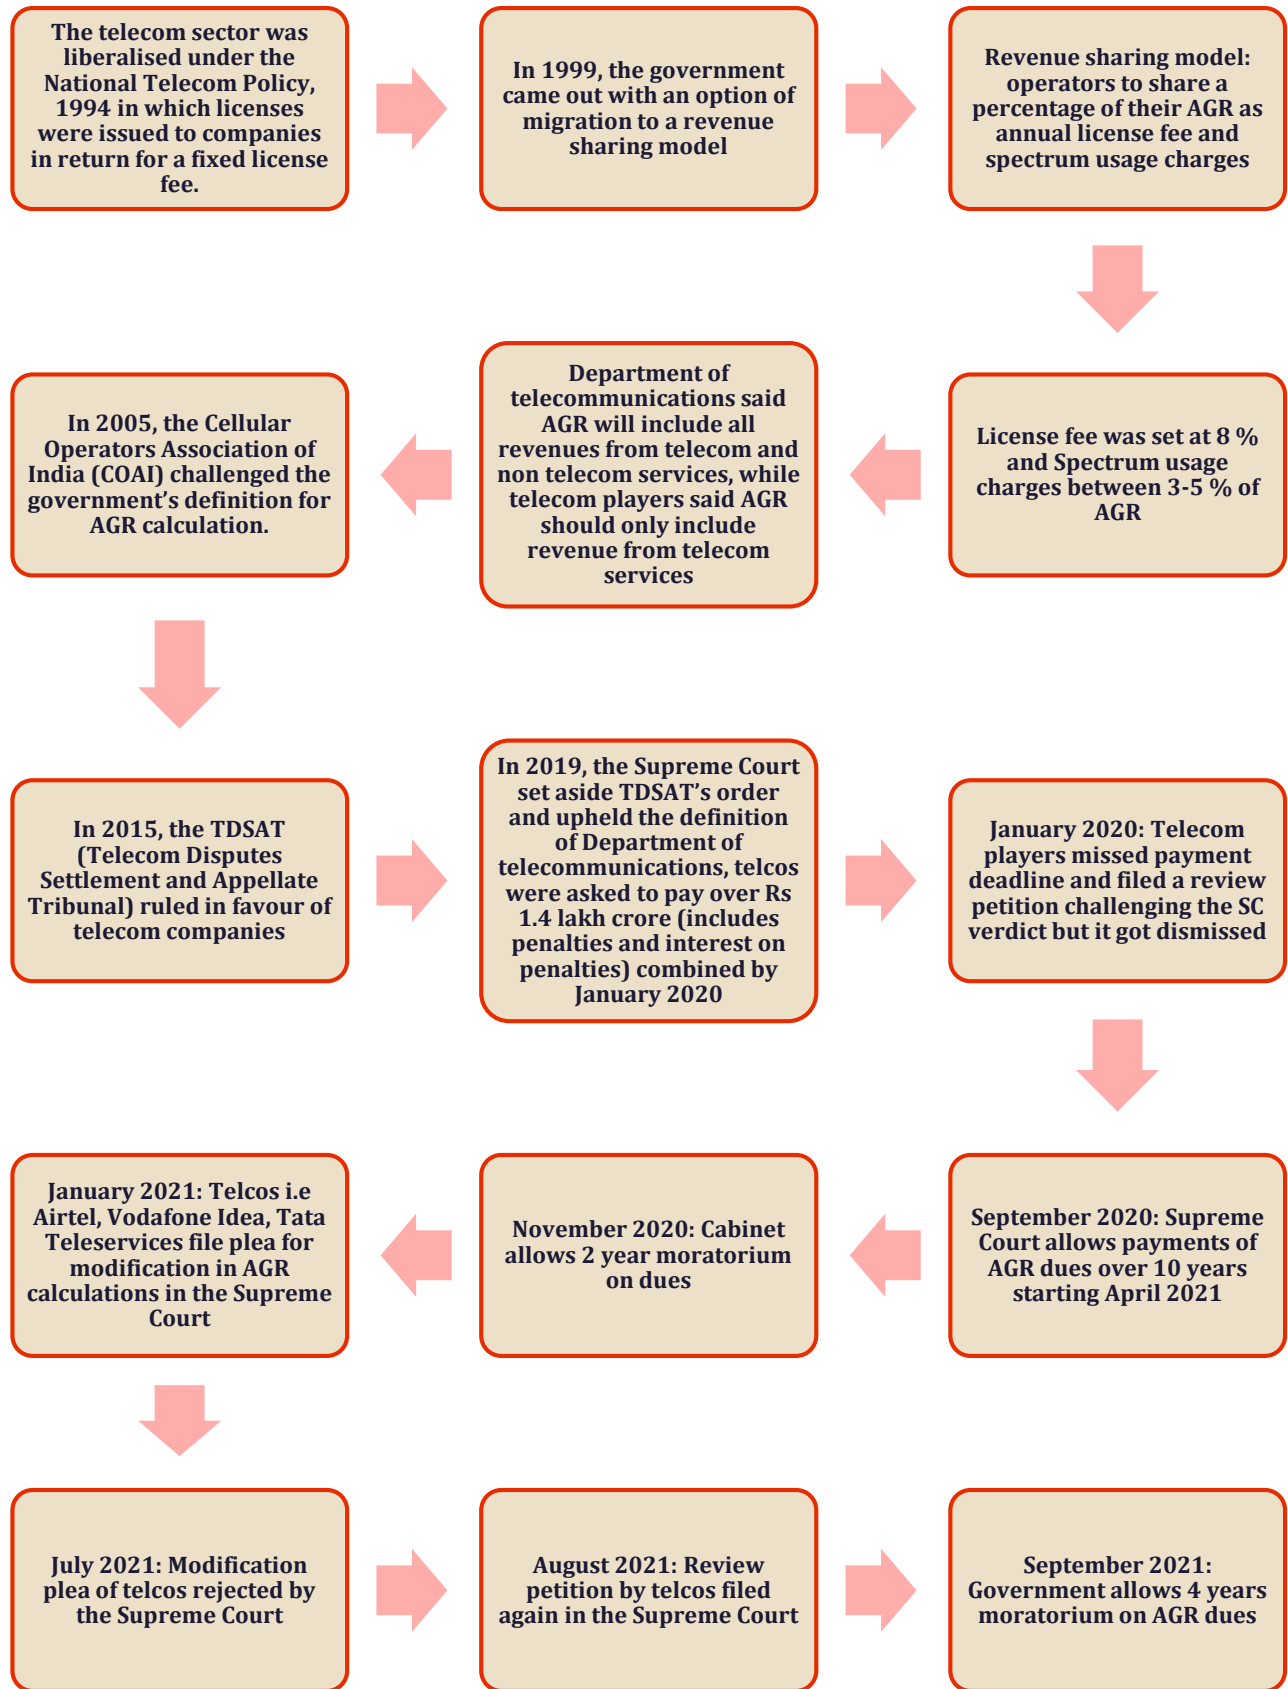 The telecom sector was
liberalised under the
National Telecom Policy,
1994 in which licenses
were issued to companies
in return for a fixed license
fee.
In 1999, the government
came out with an option of
migration to a revenue
sharing model
Revenue sharing model:
operators to share a
percentage of their AGR as
annual license fee and
spectrum usage charges
License fee was set at 8 %
and Spectrum usage
charges between 3-5 % of
AGR
Department of
telecommunications said
AGR will include all
revenues from telecom and
non telecom services, while
telecom players said AGR
should only include
revenue from telecom
services
In 2005, the Cellular
Operators Association of
India (COAI) challenged the
government’s definition for
AGR calculation.
In 2015, the TDSAT
(Telecom Disputes
Settlement and Appellate
Tribunal) ruled in favour of
telecom companies
In 2019, the Supreme Court
set aside TDSAT’s order
and upheld the definition
of Department of
telecommunications, telcos
were asked to pay over Rs
1.4 lakh crore (includes
penalties and interest on
penalties) combined by
January 2020
January 2020: Telecom
players missed payment
deadline and filed a review
petition challenging the SC
verdict but it got dismissed
September 2020: Supreme
Court allows payments of
AGR dues over 10 years
starting April 2021
November 2020: Cabinet
allows 2 year moratorium
on dues
January 2021: Telcos i.e
Airtel, Vodafone Idea, Tata
Teleservices file plea for
modification in AGR
calculations in the Supreme
Court
July 2021: Modification
plea of telcos rejected by
the Supreme Court
August 2021: Review
petition by telcos filed
again in the Supreme Court
September 2021:
Government allows 4 years
moratorium on AGR dues